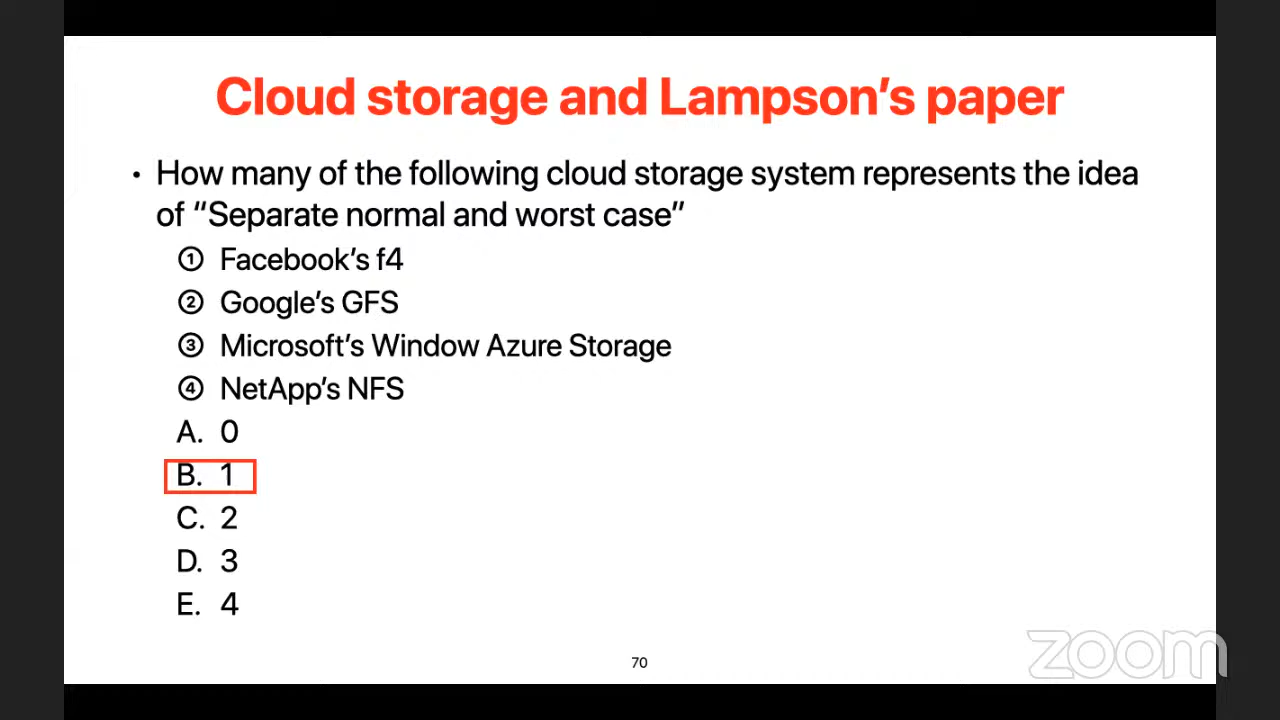 Cloud storage and Lampson’s paper
• How many of the following cloud storage system represents the idea
of “Separate normal and worst case”
① Facebook’s f4
② Google’s GFS
③ Microsoft’s Window Azure Storage
④ NetApp’s NFS
A. 0
B. 1
C. 2
D. 3
E. 4
70
zoom